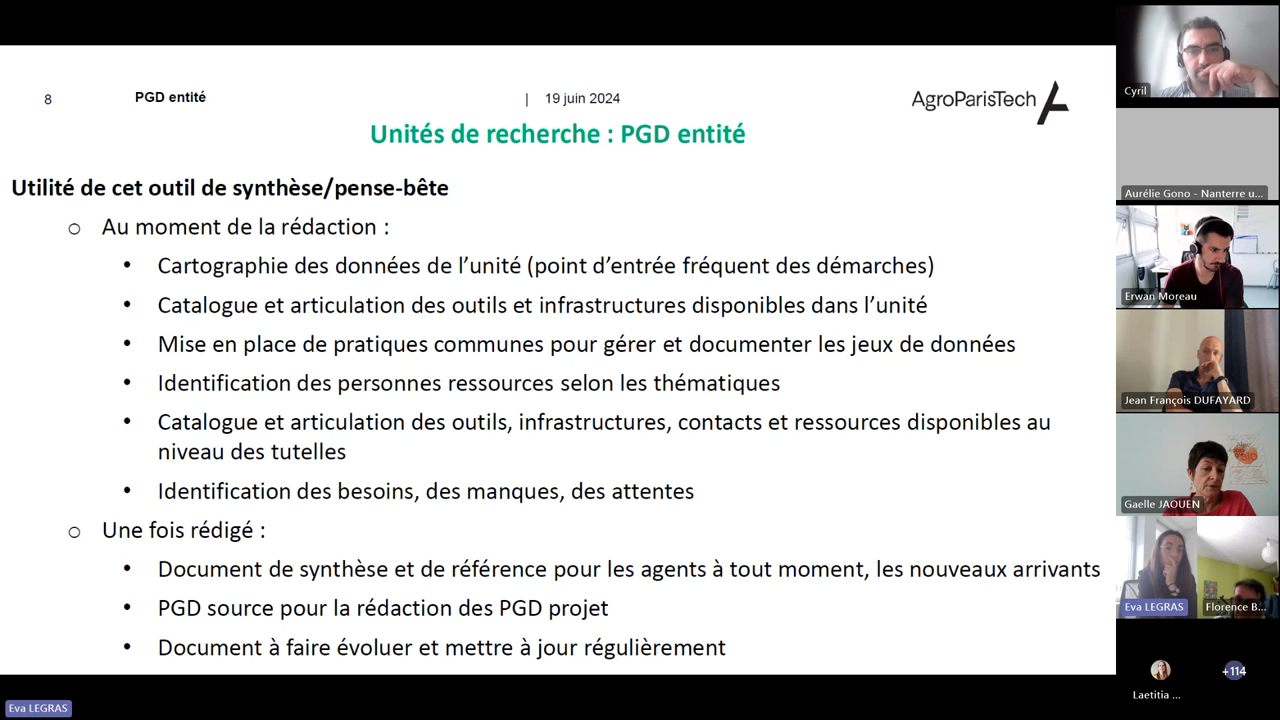 8
PGD entité
| 19 juin 2024
AgroParisTech
Unités de recherche : PGD entité
Utilité de cet outil de synthèse/pense-bête
o Au moment de la rédaction :
• Cartographie des données de l’unité (point d’entrée fréquent des démarches)
• Catalogue et articulation des outils et infrastructures disponibles dans l’unité
• Mise en place de pratiques communes pour gérer et documenter les jeux de données
• Identification des personnes ressources selon les thématiques
• Catalogue et articulation des outils, infrastructures, contacts et ressources disponibles au
niveau des tutelles
• Identification des besoins, des manques, des attentes
o Une fois rédigé :
• Document de synthèse et de référence pour les agents à tout moment, les nouveaux arrivants
• PGD source pour la rédaction des PGD projet
• Document à faire évoluer et mettre à jour régulièrement
Eva LEGRAS
Cyril
Aurélie Gono - Nanterre u...
Erwan Moreau
Jean François DUFAYARD
Gaelle JAOUEN
Eva LEGRAS
Florence B...
Laetitia ...
+114